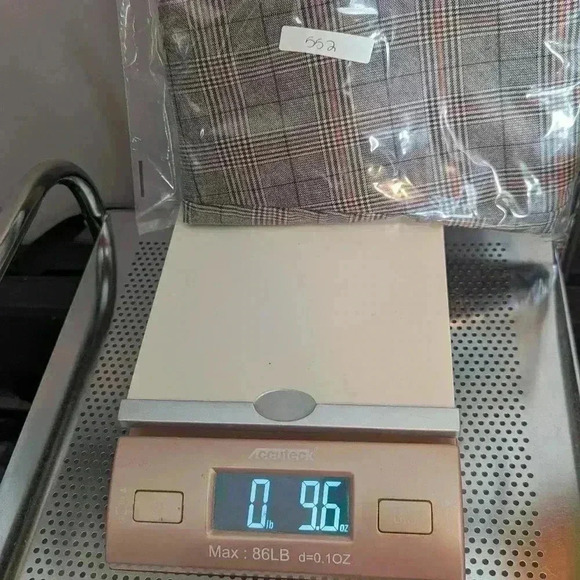 552
Accuteck
0 lb 9.6 oz
Max : 86LB d=0.1OZ